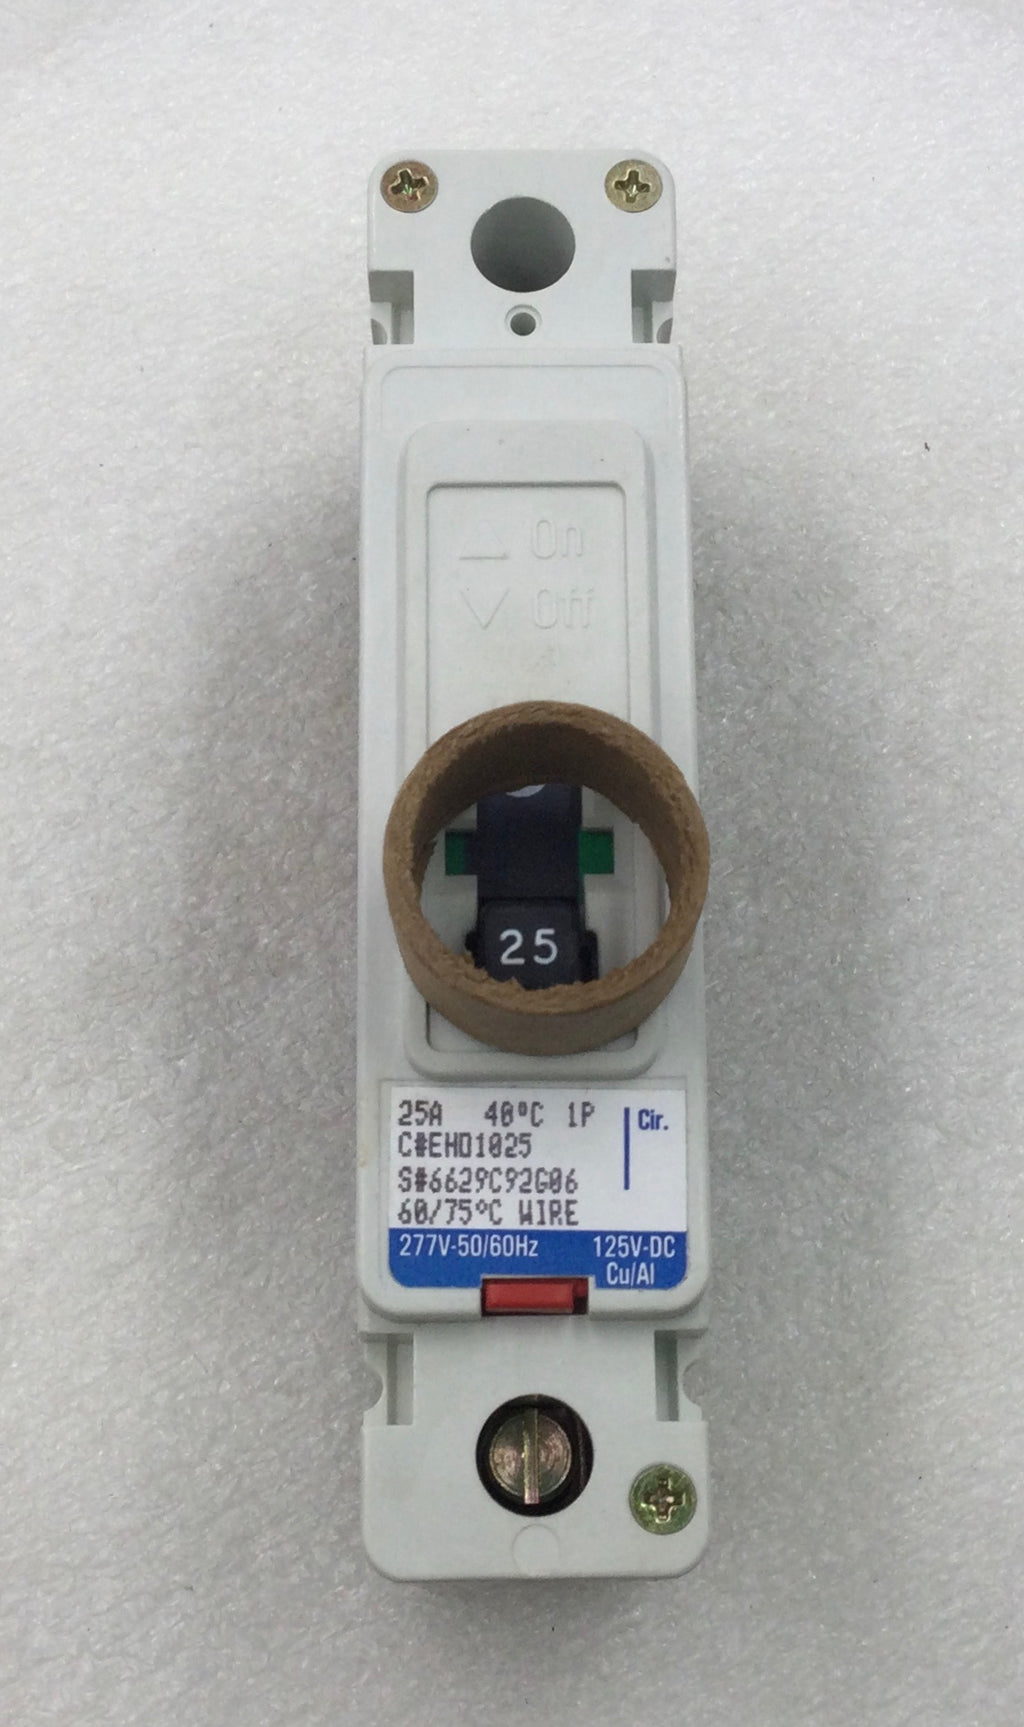 On
Off
25
25A 40°C 1P
Cir.
C#EHD1025
S#6629C92G06
60/75°C WIRE
277V-50/60Hz 125V-DC
Cu/Al